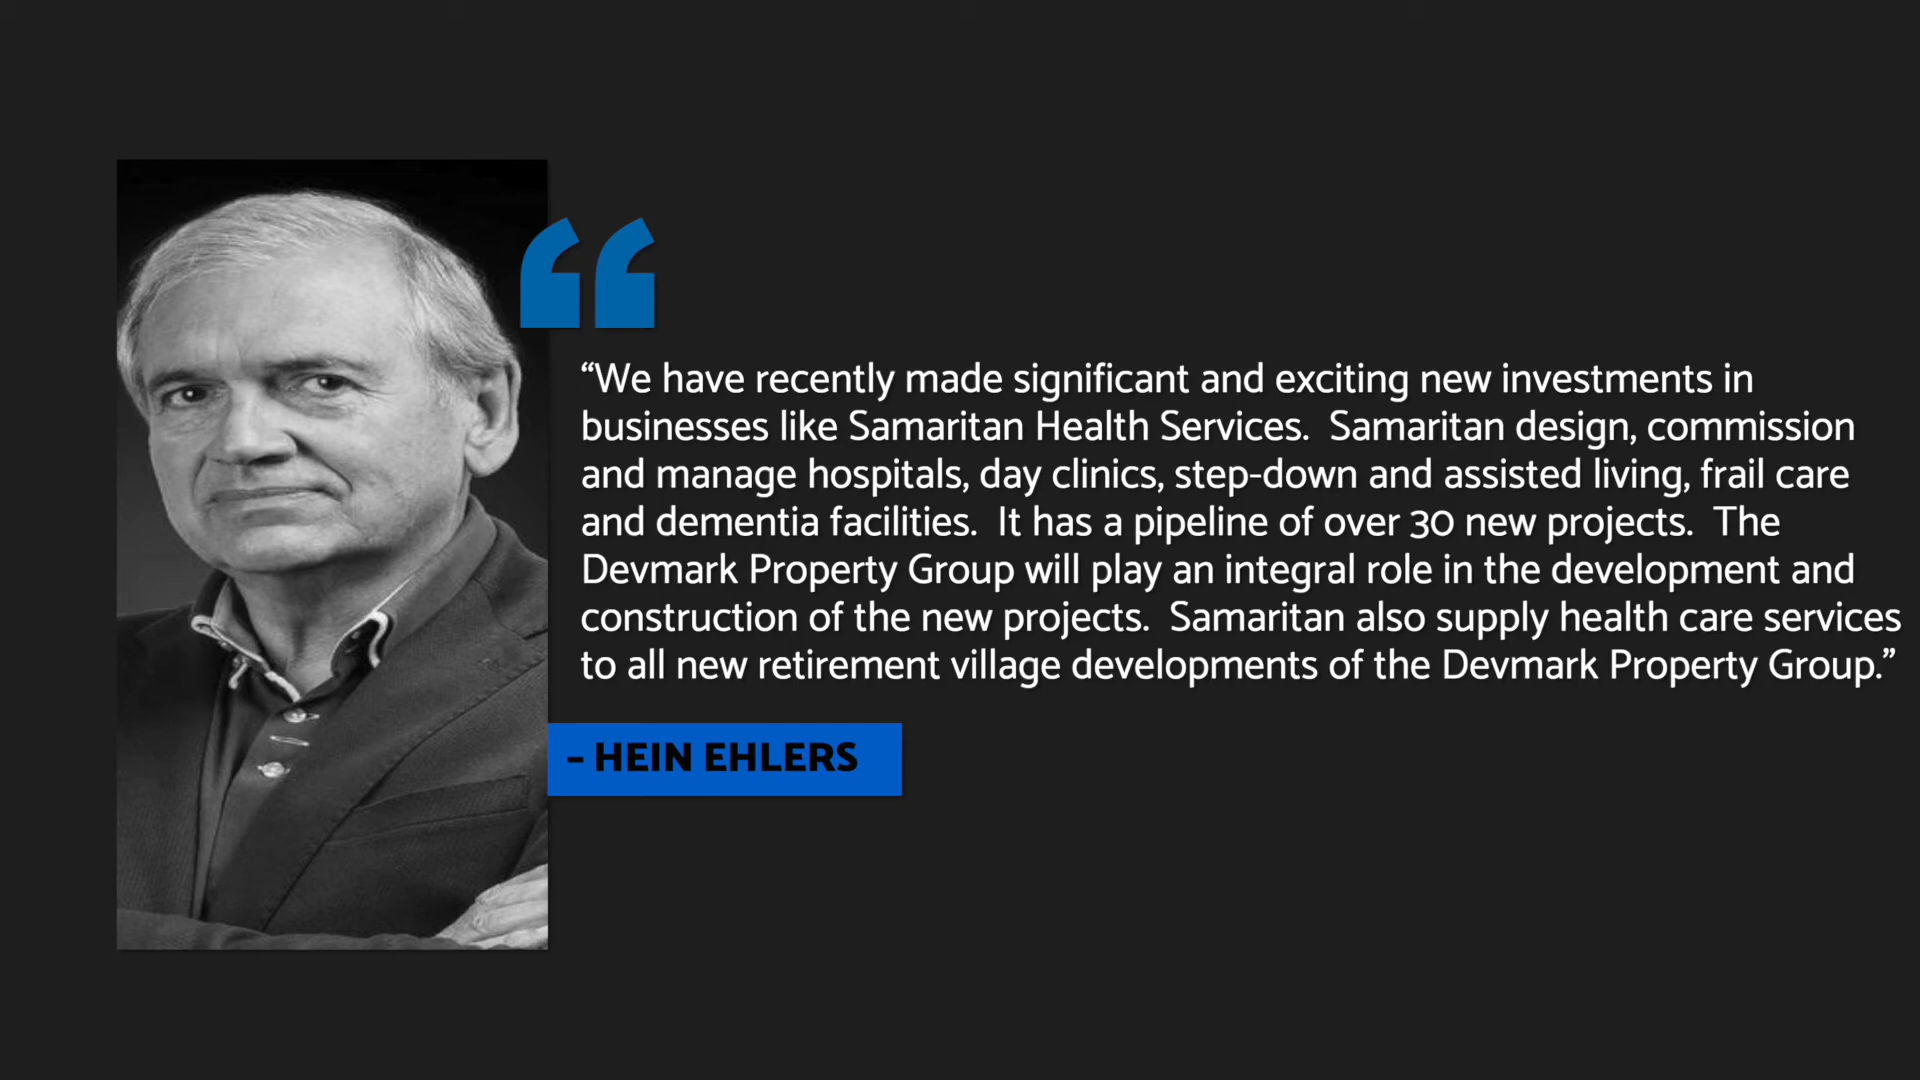 “We have recently made significant and exciting new investments in
businesses like Samaritan Health Services.  Samaritan design, commission
and manage hospitals, day clinics, step-down and assisted living, frail care
and dementia facilities.  It has a pipeline of over 30 new projects.  The
Devmark Property Group will play an integral role in the development and
construction of the new projects.  Samaritan also supply health care services
to all new retirement village developments of the Devmark Property Group.”
– HEIN EHLERS